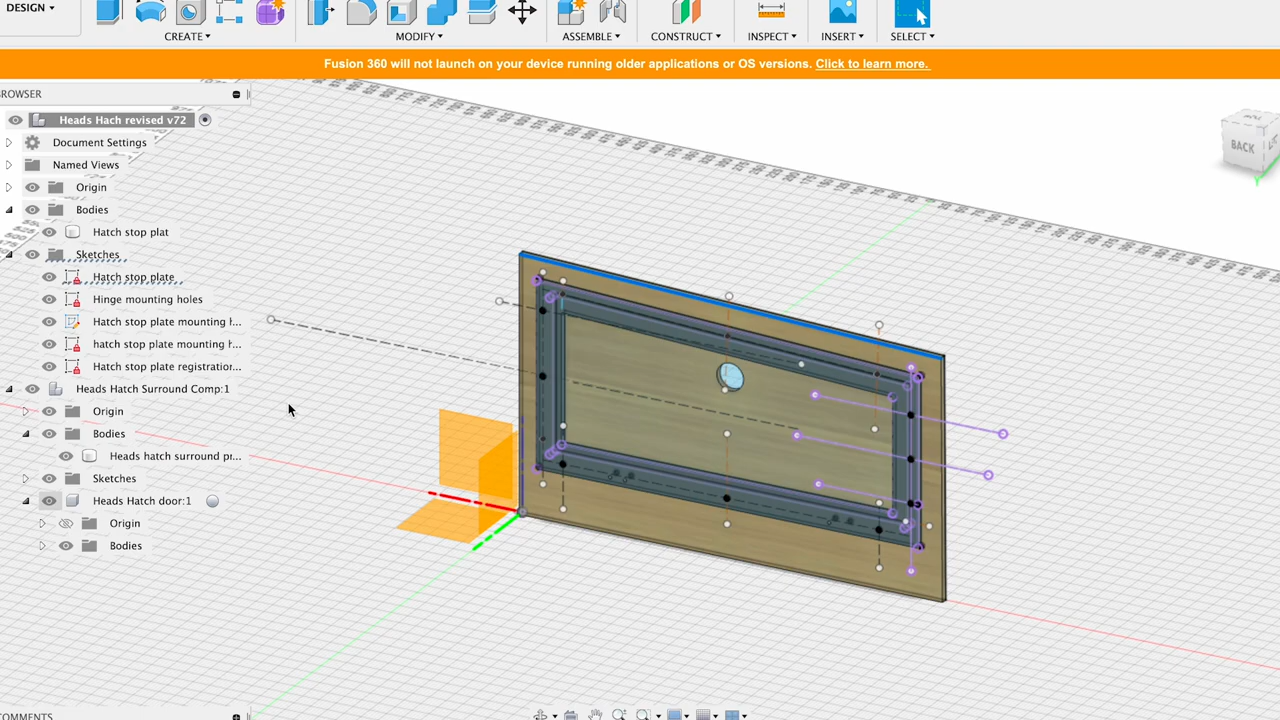 DESIGN
CREATE
MODIFY
ASSEMBLE
CONSTRUCT
INSPECT
INSERT
SELECT
Fusion 360 will not launch on your device running older applications or OS versions. Click to learn more.
BROWSER
Heads Hach revised v72
Document Settings
Named Views
Origin
Bodies
Hatch stop plat
Sketches
Hatch stop plate
Hinge mounting holes
Hatch stop plate mounting h...
hatch stop plate mounting h...
Hatch stop plate registration...
Heads Hatch Surround Comp:1
Origin
Bodies
Heads hatch surround pr...
Sketches
Heads Hatch door:1
Origin
Bodies
BACK
COMMENTS